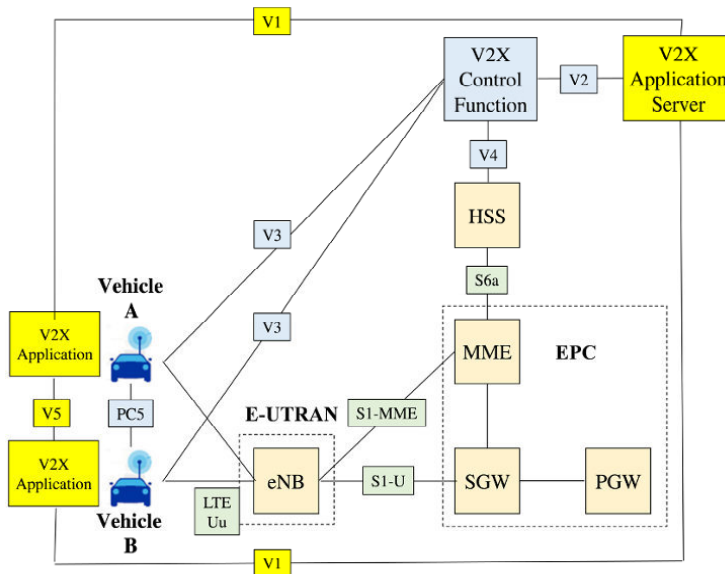 V1
V2X
Control
Function
V2
V2X
Application
Server
V4
HSS
V3
S6a
Vehicle
A
V3
V2X
Application
MME
EPC
V5
PC5
E-UTRAN
S1-MME
V2X
Application
eNB
S1-U
SGW
PGW
LTE
Uu
Vehicle
B
V1